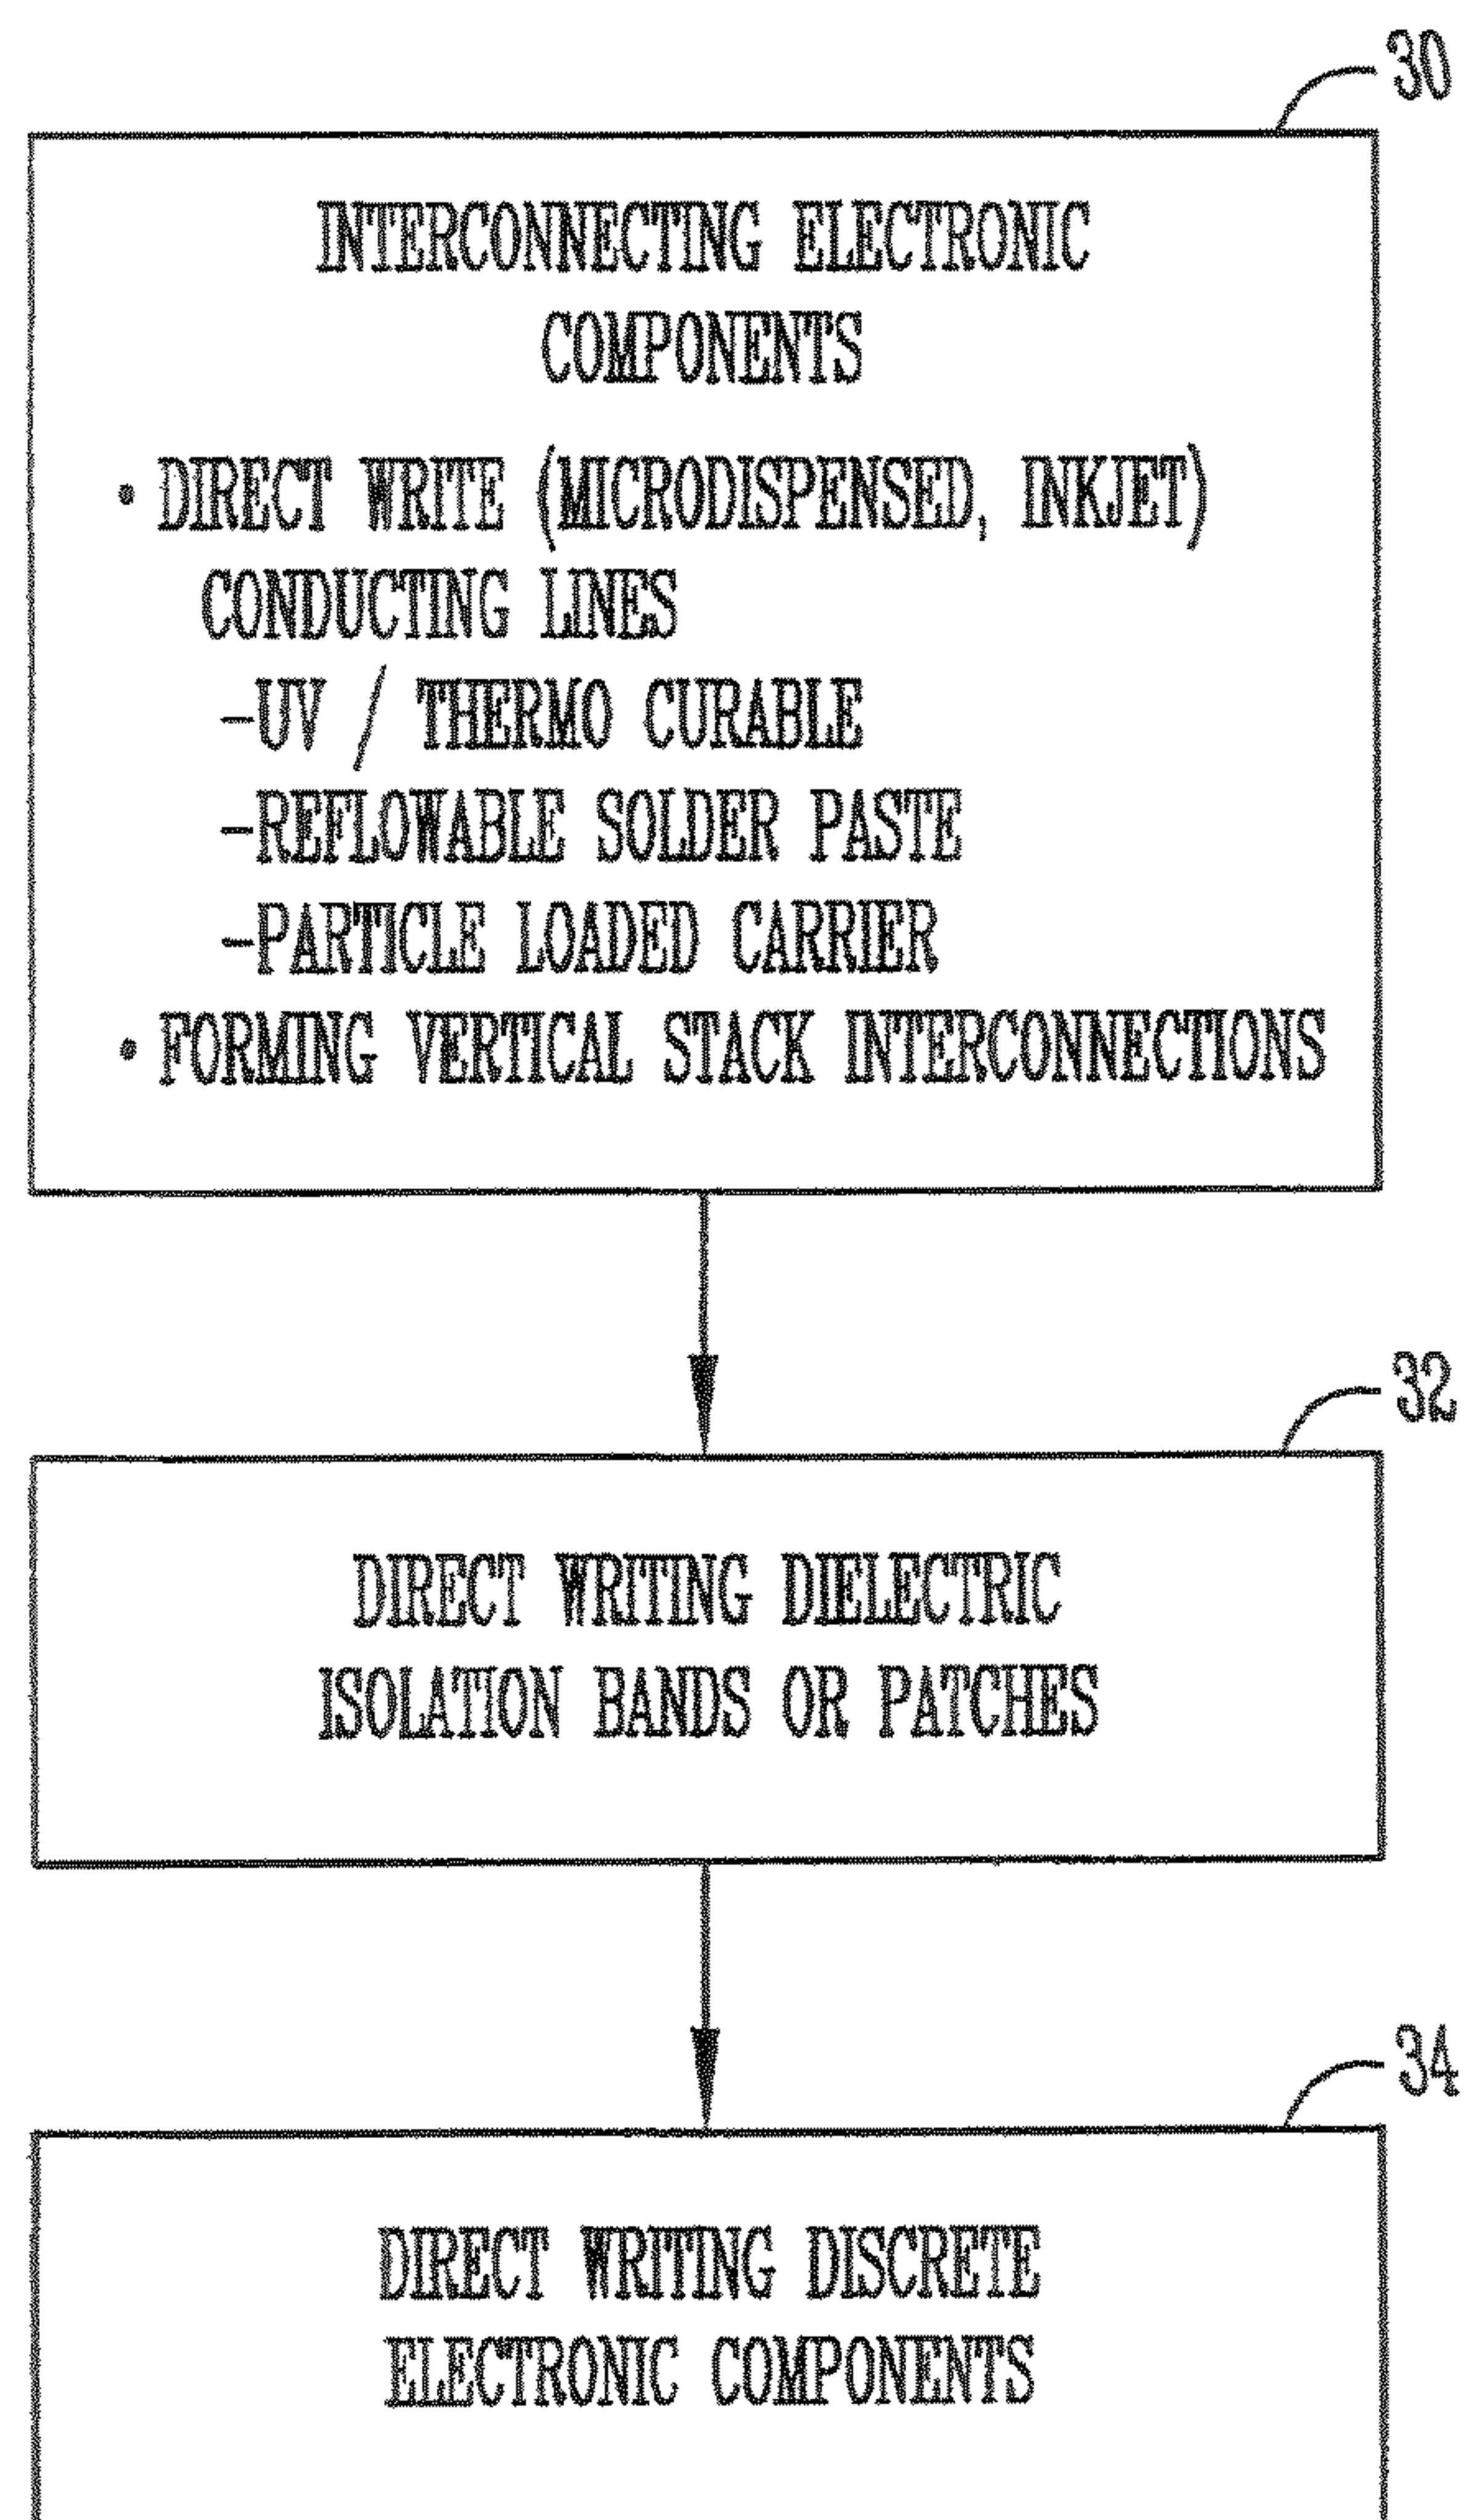 30
INTERCONNECTING ELECTRONIC
COMPONENTS
• DIRECT WRITE (MICRODISPENSED, INKJET)
CONDUCTING LINES
-UV / THERMO CURABLE
-REFLOWABLE SOLDER PASTE
-PARTICLE LOADED CARRIER
• FORMING VERTICAL STACK INTERCONNECTIONS
32
DIRECT WRITING DIELECTRIC
ISOLATION BANDS OR PATCHES
34
DIRECT WRITING DISCRETE
ELECTRONIC COMPONENTS